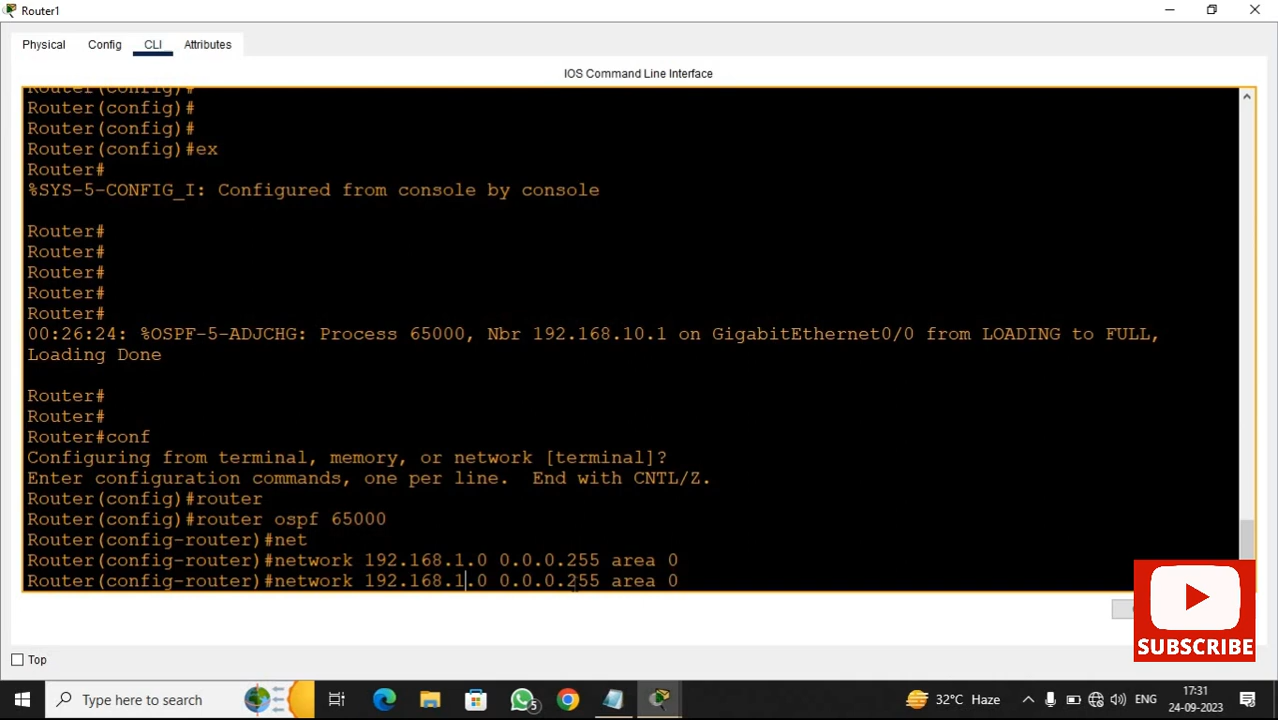 Router1
Physical Config CLI Attributes
IOS Command Line Interface
Router(config)#
Router(config)#
Router(config)#
Router(config)#ex
Router#
%SYS-5-CONFIG_I: Configured from console by console
Router#
Router#
Router#
Router#
Router#
00:26:24: %OSPF-5-ADJCHG: Process 65000, Nbr 192.168.10.1 on GigabitEthernet0/0 from LOADING to FULL,
Loading Done
Router#
Router#
Router#conf
Configuring from terminal, memory, or network [terminal]?
Enter configuration commands, one per line.  End with CNTL/Z.
Router(config)#router
Router(config)#router ospf 65000
Router(config-router)#net
Router(config-router)#network 192.168.1.0 0.0.0.255 area 0
Router(config-router)#network 192.168.1.0 0.0.0.255 area 0
SUBSCRIBE
Top
Type here to search
5
32°C Haze
ENG
17:31
24-09-2023